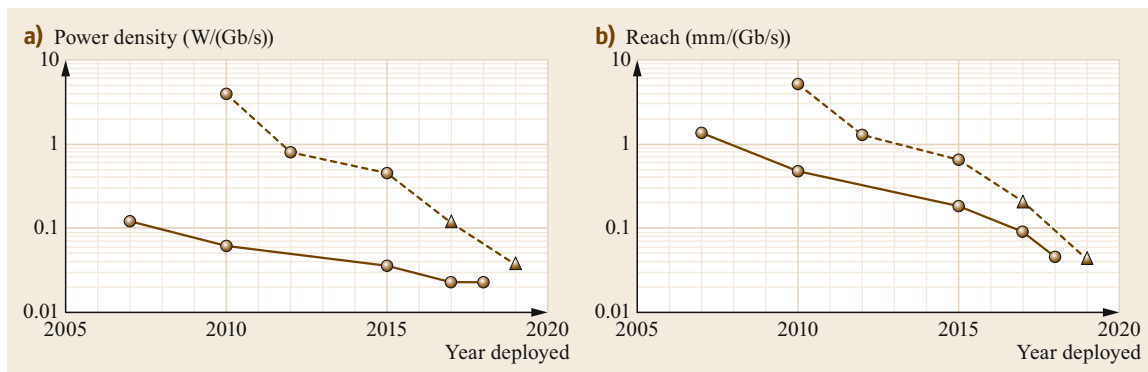 a) Power density (W/(Gb/s))
10
1
0.1
0.01
2005 2010 2015 2020
Year deployed
b) Reach (mm/(Gb/s))
10
1
0.1
0.01
2005 2010 2015 2020
Year deployed